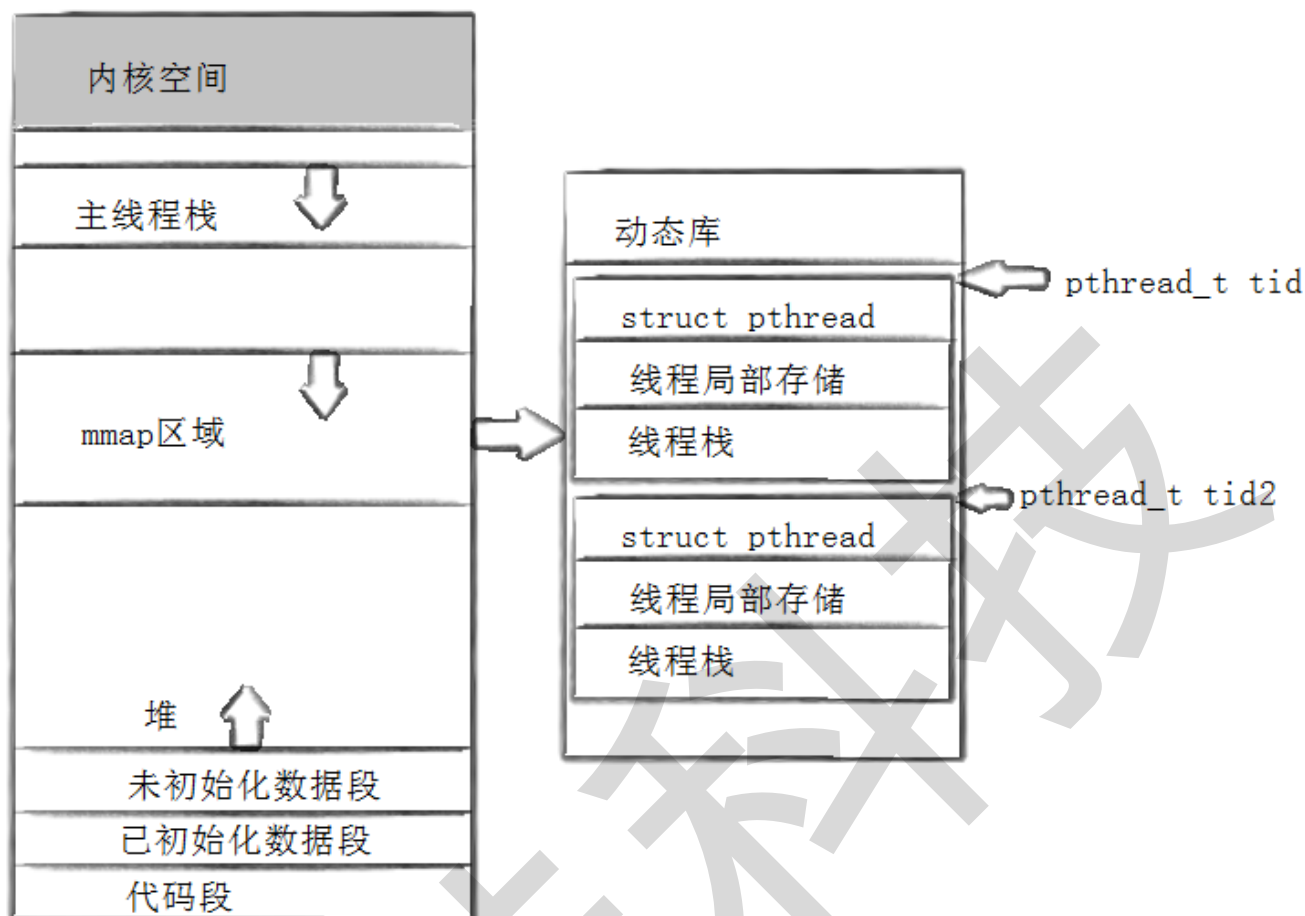 内核空间
主线程栈
mmap区域
堆
未初始化数据段
已初始化数据段
代码段
动态库
struct pthread
线程局部存储
线程栈
struct pthread
线程局部存储
线程栈
pthread_t tid
pthread_t tid2
科技